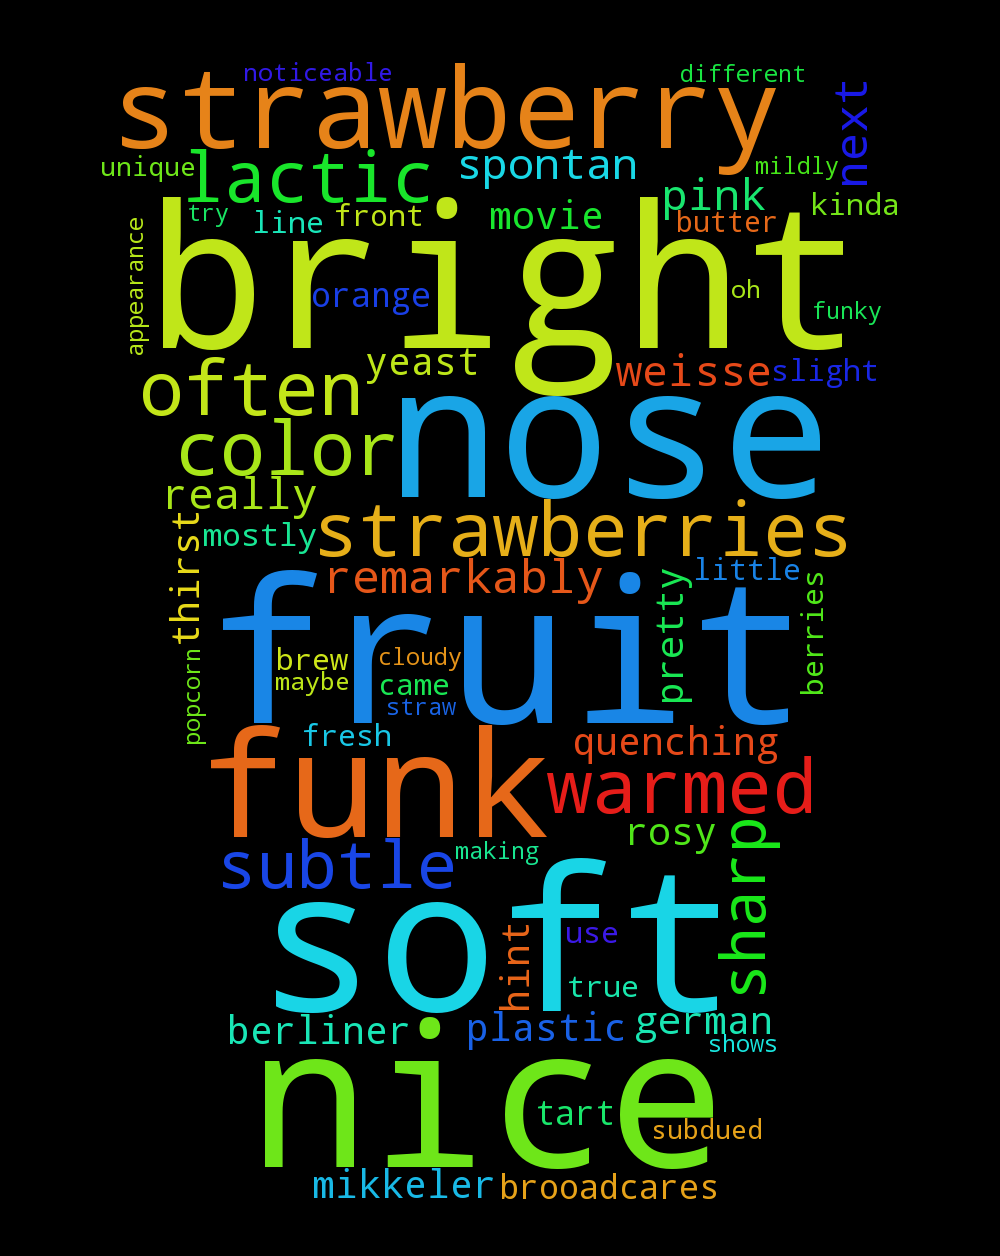 noticeable
different
strawberry
next
unique
lactic
spontan
mildly
pink
kinda
try
line
front
movie
butter
bright
appearance
orange
oh
funky
yeast
weisse
slight
often
nose
color
really
strawberries
thirst
mostly
remarkably
little
pretty
berries
fruit
brew
cloudy
maybe
came
straw
popcorn
fresh
funk
quenching
warmed
rosy
sharp
subtle
making
soft
hint
use
true
berliner
plastic
german
shows
nice
tart
subdued
mikkeler
brooadcares